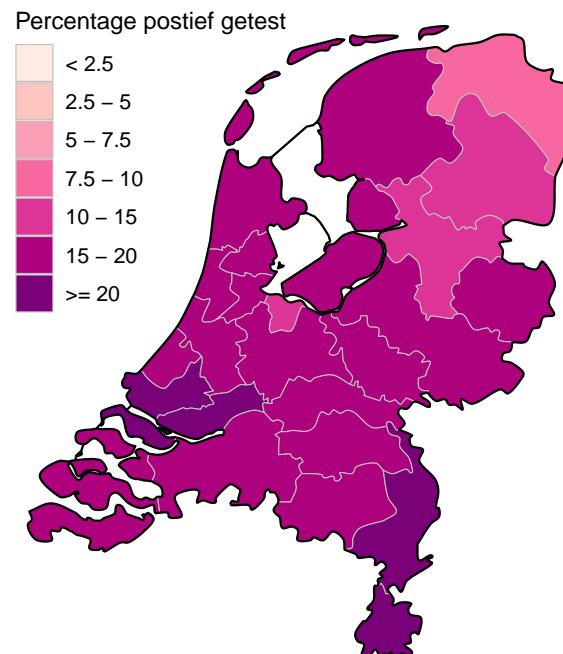 Percentage postief getest
< 2.5
2.5 – 5
5 – 7.5
7.5 – 10
10 – 15
15 – 20
>= 20